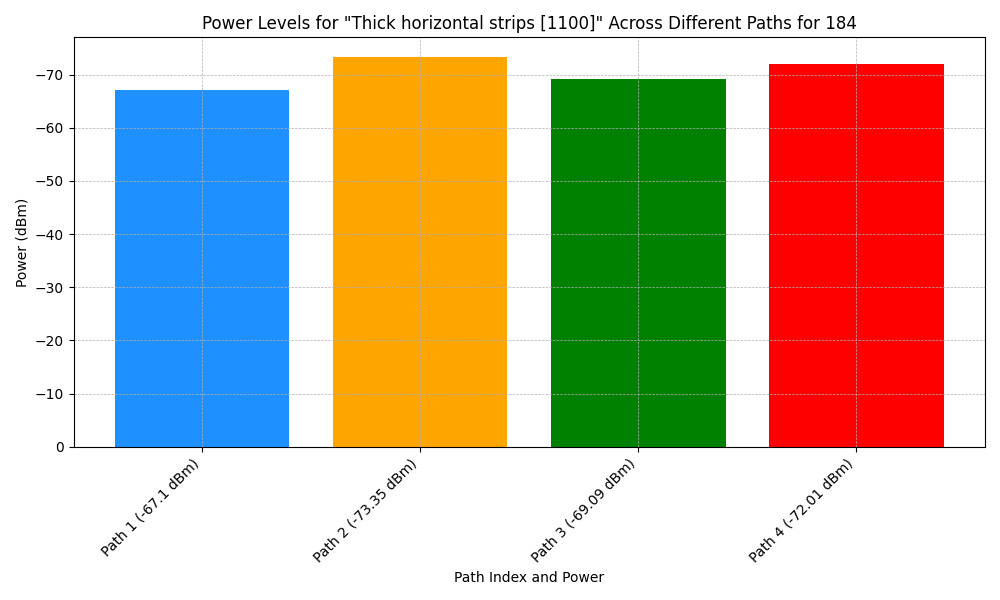 Power Levels for "Thick horizontal strips [1100]" Across Different Paths for 184
Power (dBm)
−70
−60
−50
−40
−30
−20
−10
0
Path 1 (-67.1 dBm)
Path 2 (-73.35 dBm)
Path 3 (-69.09 dBm)
Path 4 (-72.01 dBm)
Path Index and Power